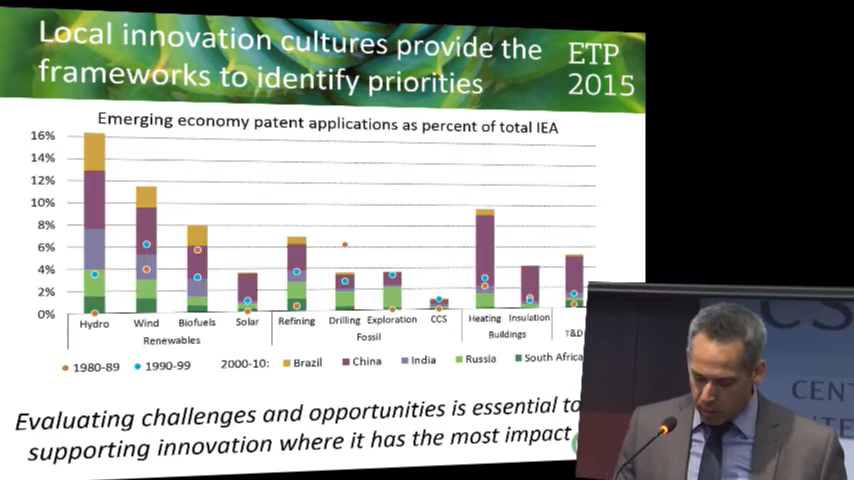 Local innovation cultures provide the
frameworks to identify priorities
ETP
2015
Emerging economy patent applications as percent of total IEA
16%
14%
12%
10%
8%
6%
4%
2%
0%
Hydro Wind Biofuels Solar Refining Drilling Exploration CCS Heating Insulation T&D
Renewables Fossil Buildings
1980-89 1990-99 2000-10: Brazil China India Russia South Africa
Evaluating challenges and opportunities is essential to
supporting innovation where it has the most impact
CS
CENT
NTE